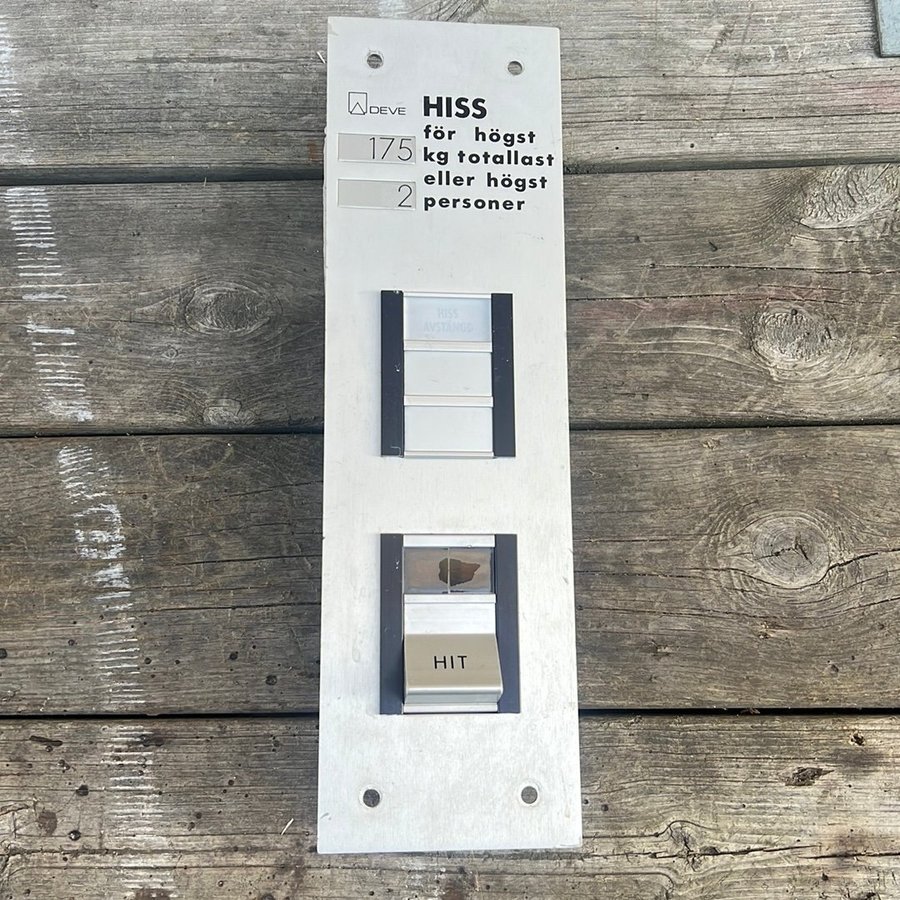 DEVE HISS
för högst
175 kg totallast
eller högst
2 personer
HISS
AVSTÄNGD
HIT